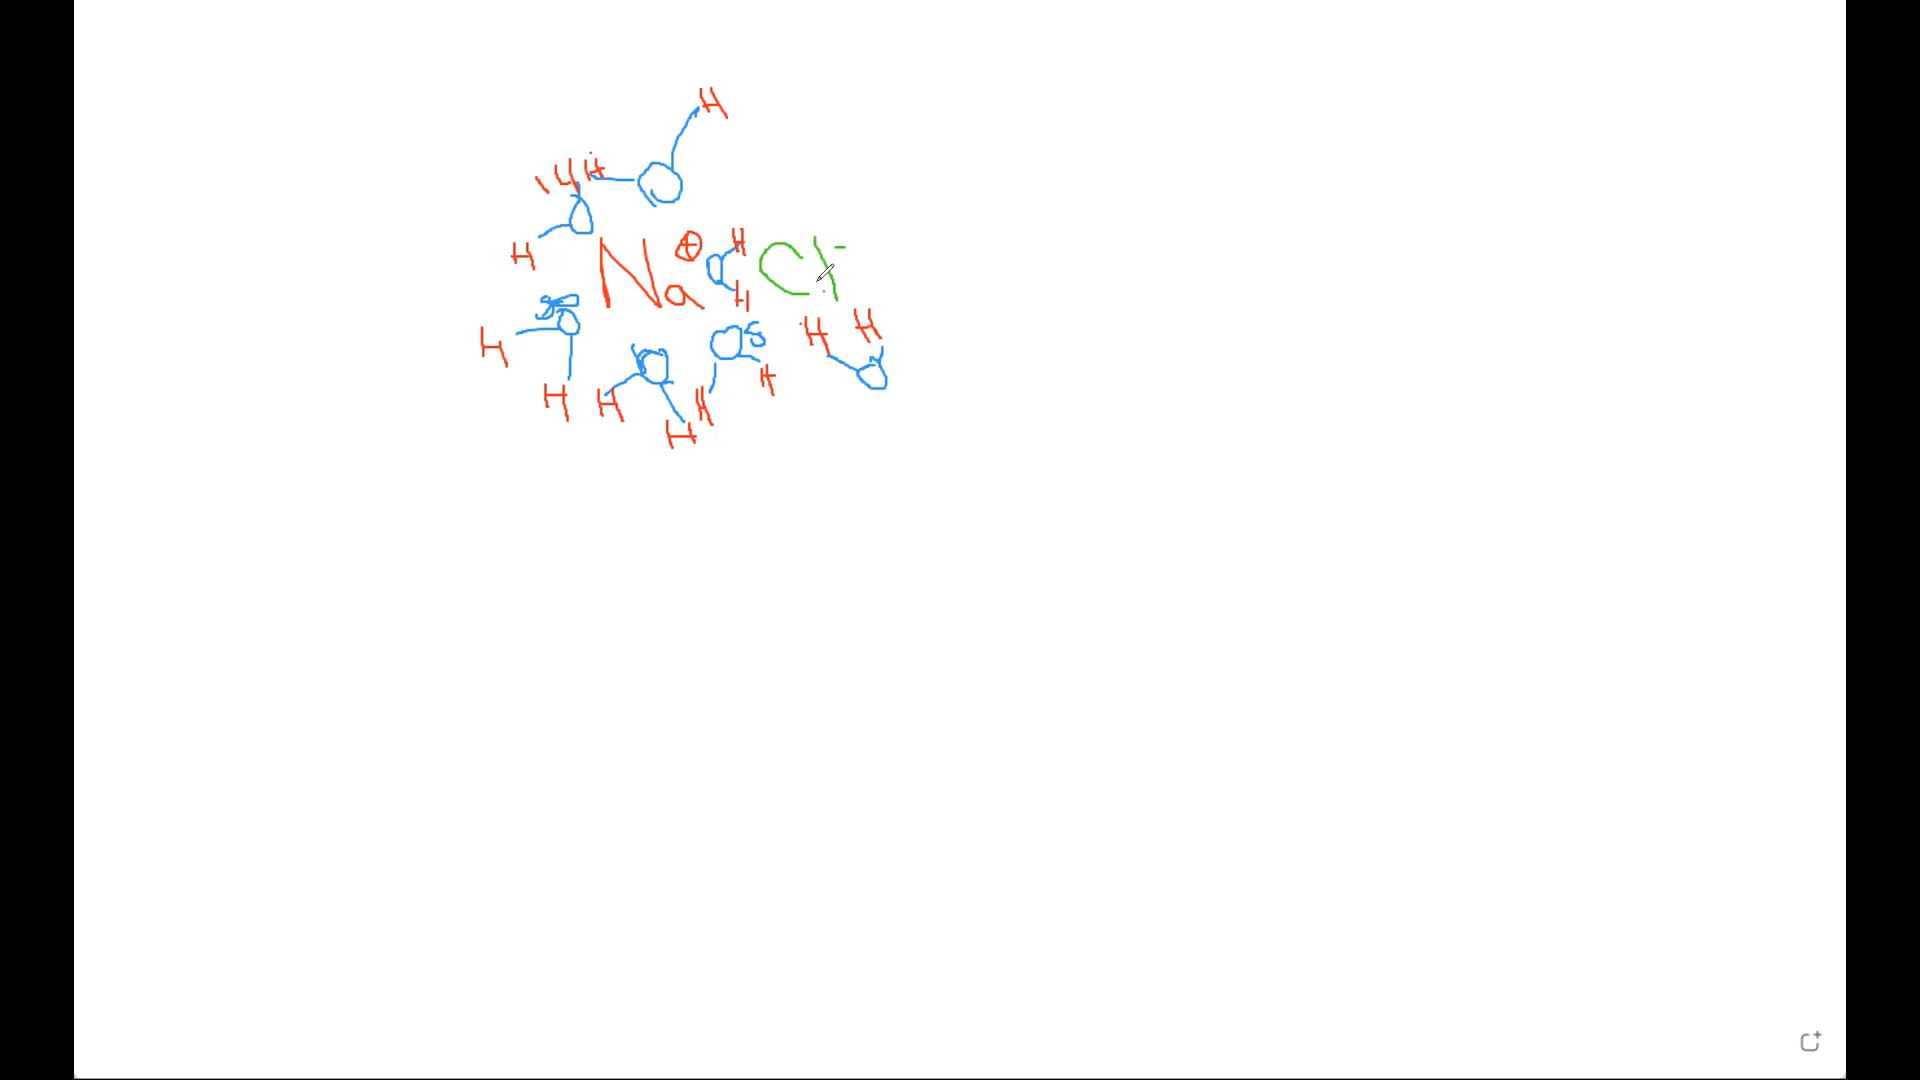 H
H
H
Na ⊕ O H H Cl -
H O
H O H H
H H
H O H O H
H O H